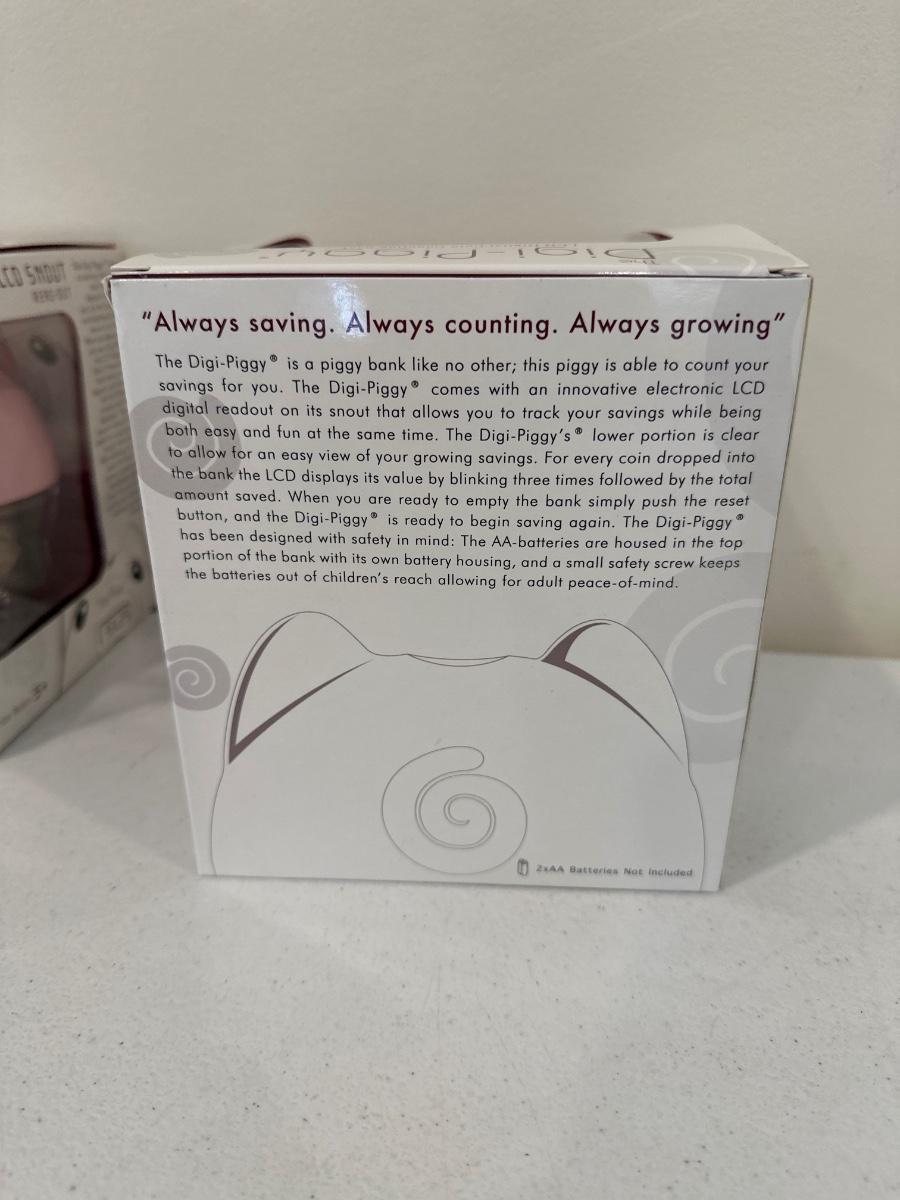 The
Digi-Piggy
LCD SNOUT
READ-OUT
"Always saving. Always counting. Always growing"
The Digi-Piggy® is a piggy bank like no other; this piggy is able to count your
savings for you. The Digi-Piggy® comes with an innovative electronic LCD
digital readout on its snout that allows you to track your savings while being
both easy and fun at the same time. The Digi-Piggy's® lower portion is clear
to allow for an easy view of your growing savings. For every coin dropped into
the bank the LCD displays its value by blinking three times followed by the total
amount saved. When you are ready to empty the bank simply push the reset
button, and the Digi-Piggy® is ready to begin saving again. The Digi-Piggy®
has been designed with safety in mind: The AA-batteries are housed in the top
portion of the bank with its own battery housing, and a small safety screw keeps
the batteries out of children's reach allowing for adult peace-of-mind.
2xAA Batteries Not Included